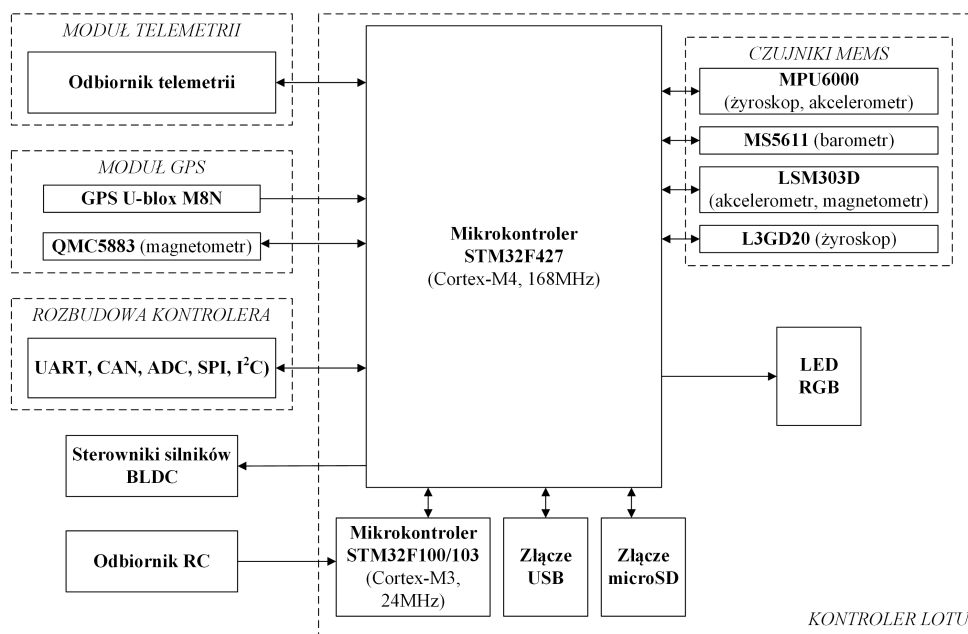 MODUŁ TELEMETRII
Odbiornik telemetrii
MODUŁ GPS
GPS U-blox M8N
QMC5883 (magnetometr)
ROZBUDOWA KONTROLERA
UART, CAN, ADC, SPI, I²C)
Sterowniki silników
BLDC
Odbiornik RC
Mikrokontroler
STM32F427
(Cortex-M4, 168MHz)
Mikrokontroler
STM32F100/103
(Cortex-M3,
24MHz)
Złącze
USB
Złącze
microSD
CZUJNIKI MEMS
MPU6000
(żyroskop, akcelerometr)
MS5611 (barometr)
LSM303D
(akcelerometr, magnetometr)
L3GD20 (żyroskop)
LED
RGB
KONTROLER LOTU